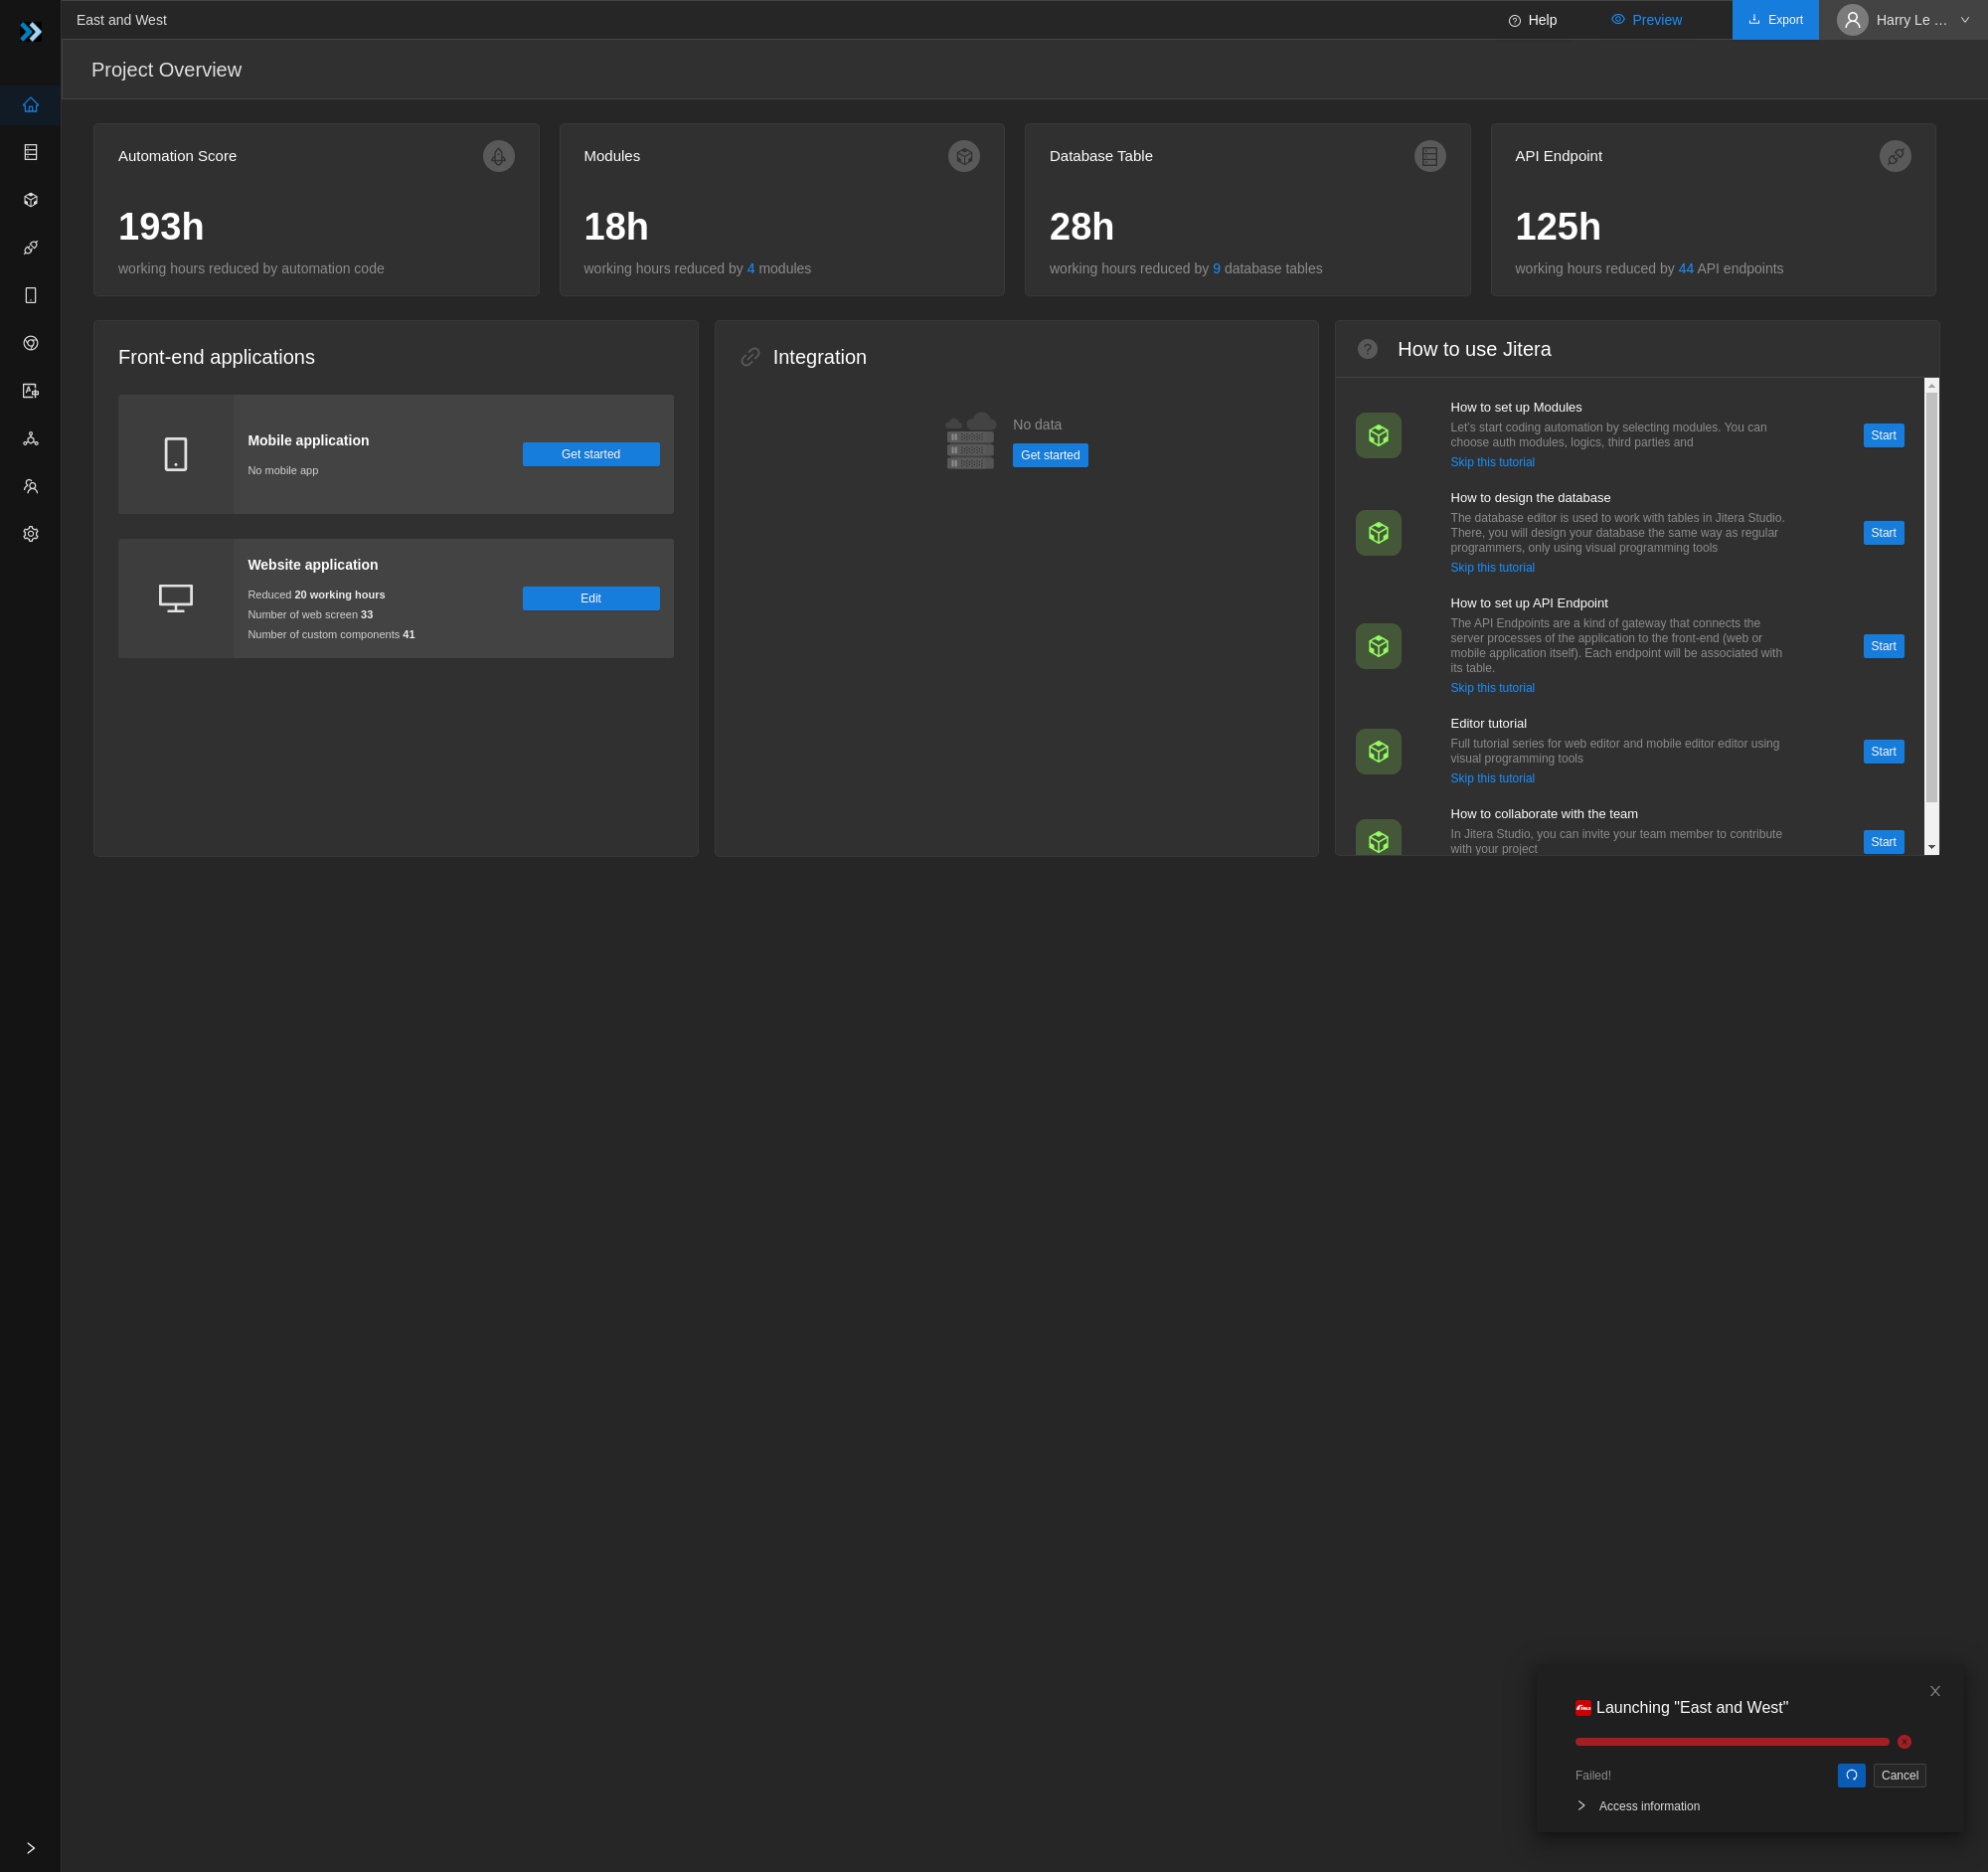 East and West
Help
Preview
Export
Harry Le ...
Project Overview
Automation Score
193h
working hours reduced by automation code
Modules
18h
working hours reduced by 4 modules
Database Table
28h
working hours reduced by 9 database tables
API Endpoint
125h
working hours reduced by 44 API endpoints
Front-end applications
Mobile application
No mobile app
Get started
Website application
Reduced 20 working hours
Number of web screen 33
Number of custom components 41
Edit
Integration
No data
Get started
How to use Jitera
How to set up Modules
Let's start coding automation by selecting modules. You can
choose auth modules, logics, third parties and
Skip this tutorial
Start
How to design the database
The database editor is used to work with tables in Jitera Studio.
There, you will design your database the same way as regular
programmers, only using visual programming tools
Skip this tutorial
Start
How to set up API Endpoint
The API Endpoints are a kind of gateway that connects the
server processes of the application to the front-end (web or
mobile application itself). Each endpoint will be associated with
its table.
Skip this tutorial
Start
Editor tutorial
Full tutorial series for web editor and mobile editor editor using
visual programming tools
Skip this tutorial
Start
How to collaborate with the team
In Jitera Studio, you can invite your team member to contribute
with your project
Start
Launching "East and West"
Failed!
Cancel
Access information